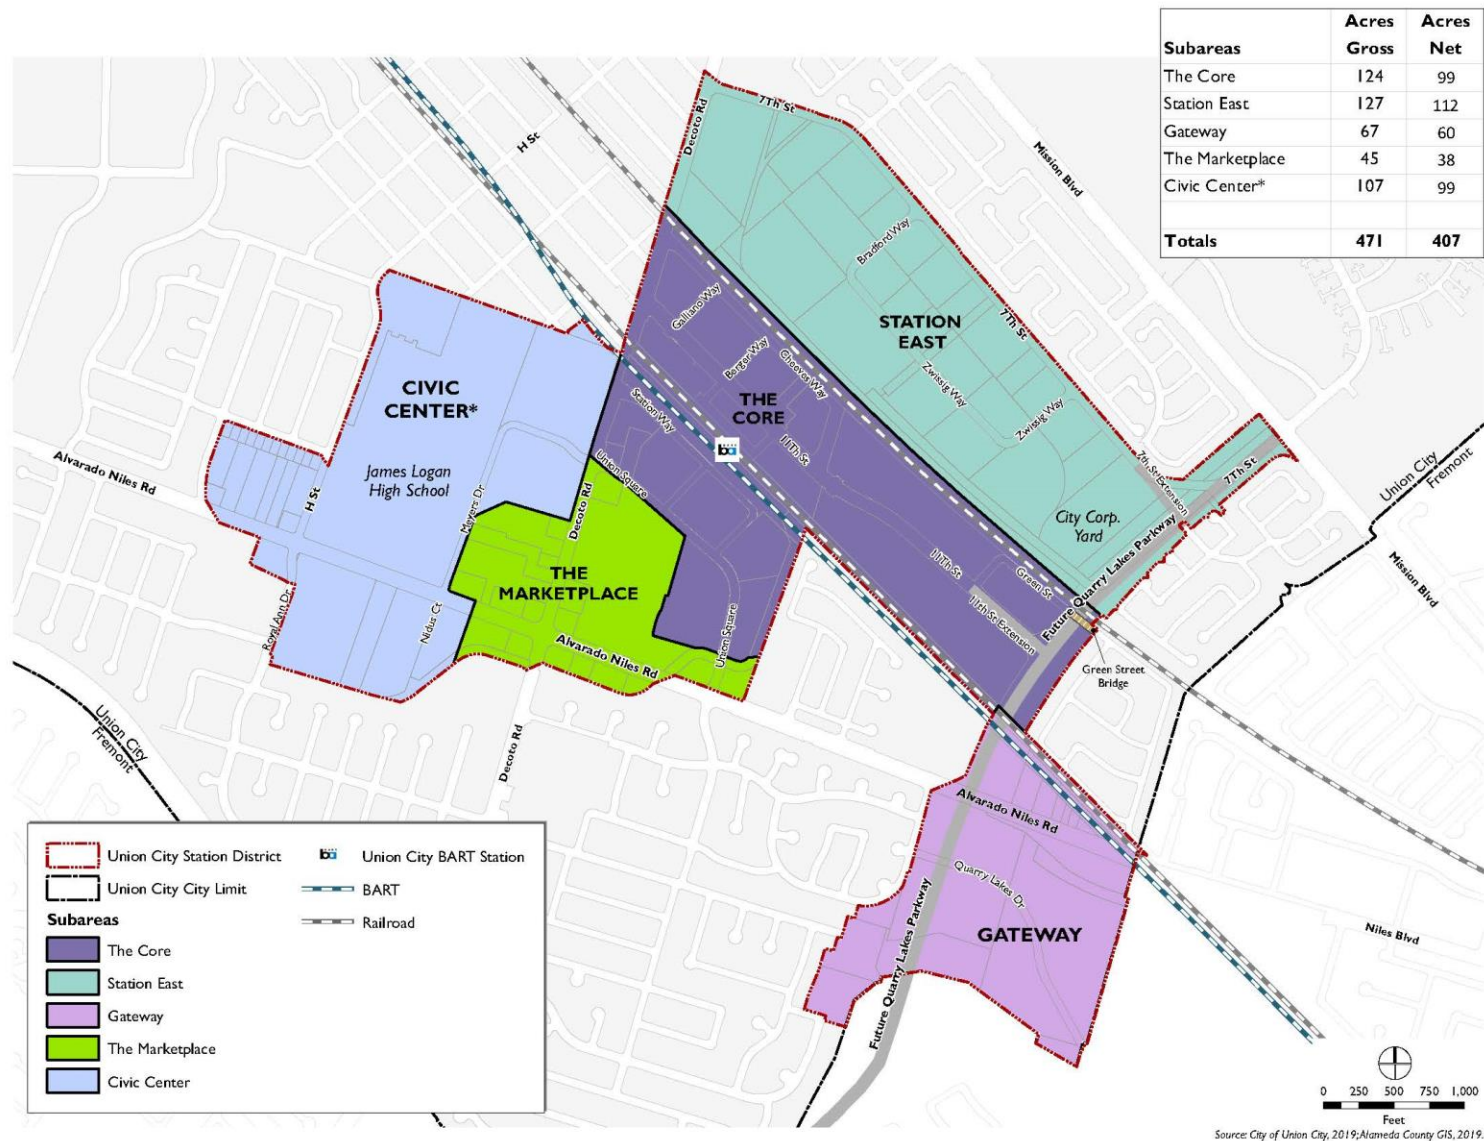 Subareas Acres Gross Acres Net
The Core 124 99
Station East 127 112
Gateway 67 60
The Marketplace 45 38
Civic Center* 107 99
Totals 471 407
Decoto Rd
7Th St
H St
Mission Blvd
Bradford Way
Galliano Way
STATION
EAST
7Th St
Barger Way
Cheeves Way
Zwissig Way
Zwissig Way
THE
CORE
CIVIC
CENTER*
Station Way
James Logan
High School
11Th St
Alvarado Niles Rd
H St
Meyers Dr
Union Square
Decoto Rd
7th St Extension
7Th St
Union City
Fremont
City Corp.
Yard
Future Quarry Lakes Parkway
11Th St
Green St
11th St Extension
Mission Blvd
THE
MARKETPLACE
Royal Ann Dr
Nidus Ct
Union Square
Alvarado Niles Rd
Green Street
Bridge
Union City
Fremont
Decoto Rd
Alvarado Niles Rd
Quarry Lakes Dr
Future Quarry Lakes Parkway
GATEWAY
Niles Blvd
Union City Station District
Union City City Limit
Subareas
The Core
Station East
Gateway
The Marketplace
Civic Center
ba Union City BART Station
BART
Railroad
ba
0 250 500 750 1,000
Feet
Source: City of Union City, 2019; Alameda County GIS, 2019.